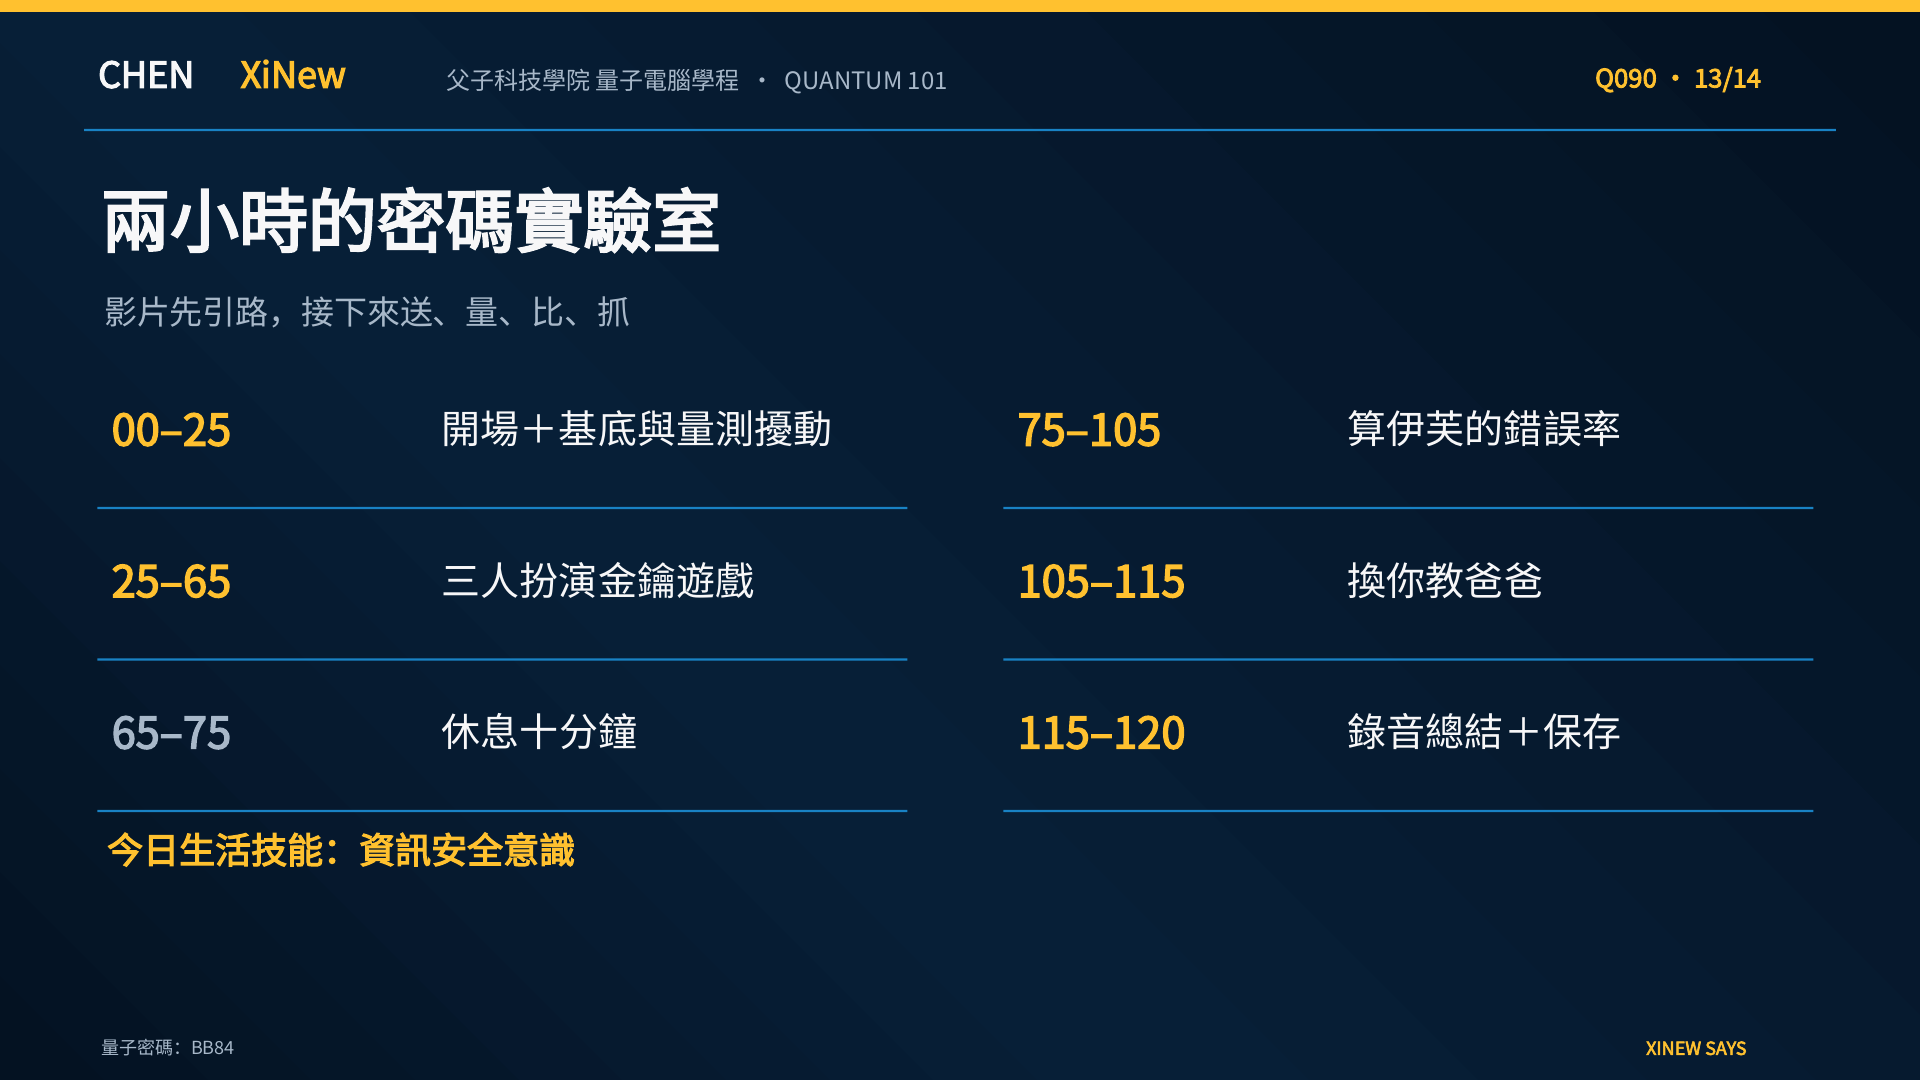 CHEN XiNew 父子科技學院 量子電腦學程 • QUANTUM 101 Q090 • 13/14
兩小時的密碼實驗室
影片先引路，接下來送、量、比、抓
00–25 開場＋基底與量測擾動
25–65 三人扮演金鑰遊戲
65–75 休息十分鐘
75–105 算伊芙的錯誤率
105–115 換你教爸爸
115–120 錄音總結＋保存
今日生活技能：資訊安全意識
量子密碼：BB84
XINEW SAYS